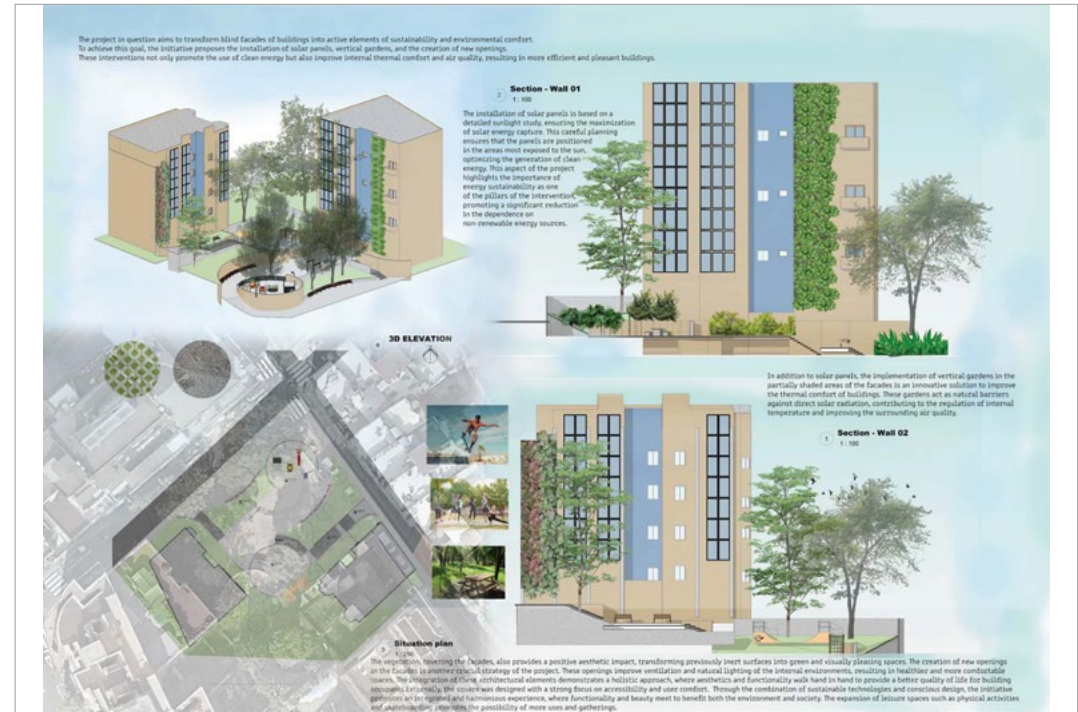 The project in question aims to transform blind facades of buildings into active elements of sustainability and environmental comfort.
To achieve this goal, the initiative proposes the installation of solar panels, vertical gardens, and the creation of new openings.
These interventions not only promote the use of clean energy but also improve internal thermal comfort and air quality, resulting in more efficient and pleasant buildings.
2 Section - Wall 01
1 : 100
The installation of solar panels is based on a
detailed sunlight study, ensuring the maximization
of solar energy capture. This careful planning
ensures that the panels are positioned
in the areas most exposed to the sun,
optimizing the generation of clean
energy. This aspect of the project
highlights the importance of
energy sustainability as one
of the pillars of the intervention,
promoting a significant reduction
in the dependence on
non-renewable energy sources.
4 3D ELEVATION
In addition to solar panels, the implementation of vertical gardens in the
partially shaded areas of the facades is an innovative solution to improve
the thermal comfort of buildings. These gardens act as natural barriers
against direct solar radiation, contributing to the regulation of internal
temperature and improving the surrounding air quality.
1 Section - Wall 02
1 : 100
3 Situation plan
The vegetation, covering the facades, also provides a positive aesthetic impact, transforming previously inert surfaces into green and visually pleasing spaces. The creation of new openings
in the facades is another crucial strategy of the project. These openings improve ventilation and natural lighting of the internal environments, resulting in healthier and more comfortable
spaces. The integration of these architectural elements demonstrates a holistic approach, where aesthetics and functionality walk hand in hand to provide a better quality of life for building
occupants. Externally, the square was designed with a strong focus on accessibility and user comfort. Through the combination of sustainable technologies and conscious design, the initiative
promotes an integrated and harmonious experience, where functionality and beauty meet to benefit both the environment and society. The expansion of leisure spaces such as physical activities
and skateboarding promotes the possibility of more uses and gatherings.